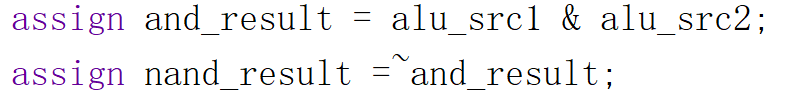 assign and_result = alu_src1 & alu_src2;
assign nand_result =~and_result;